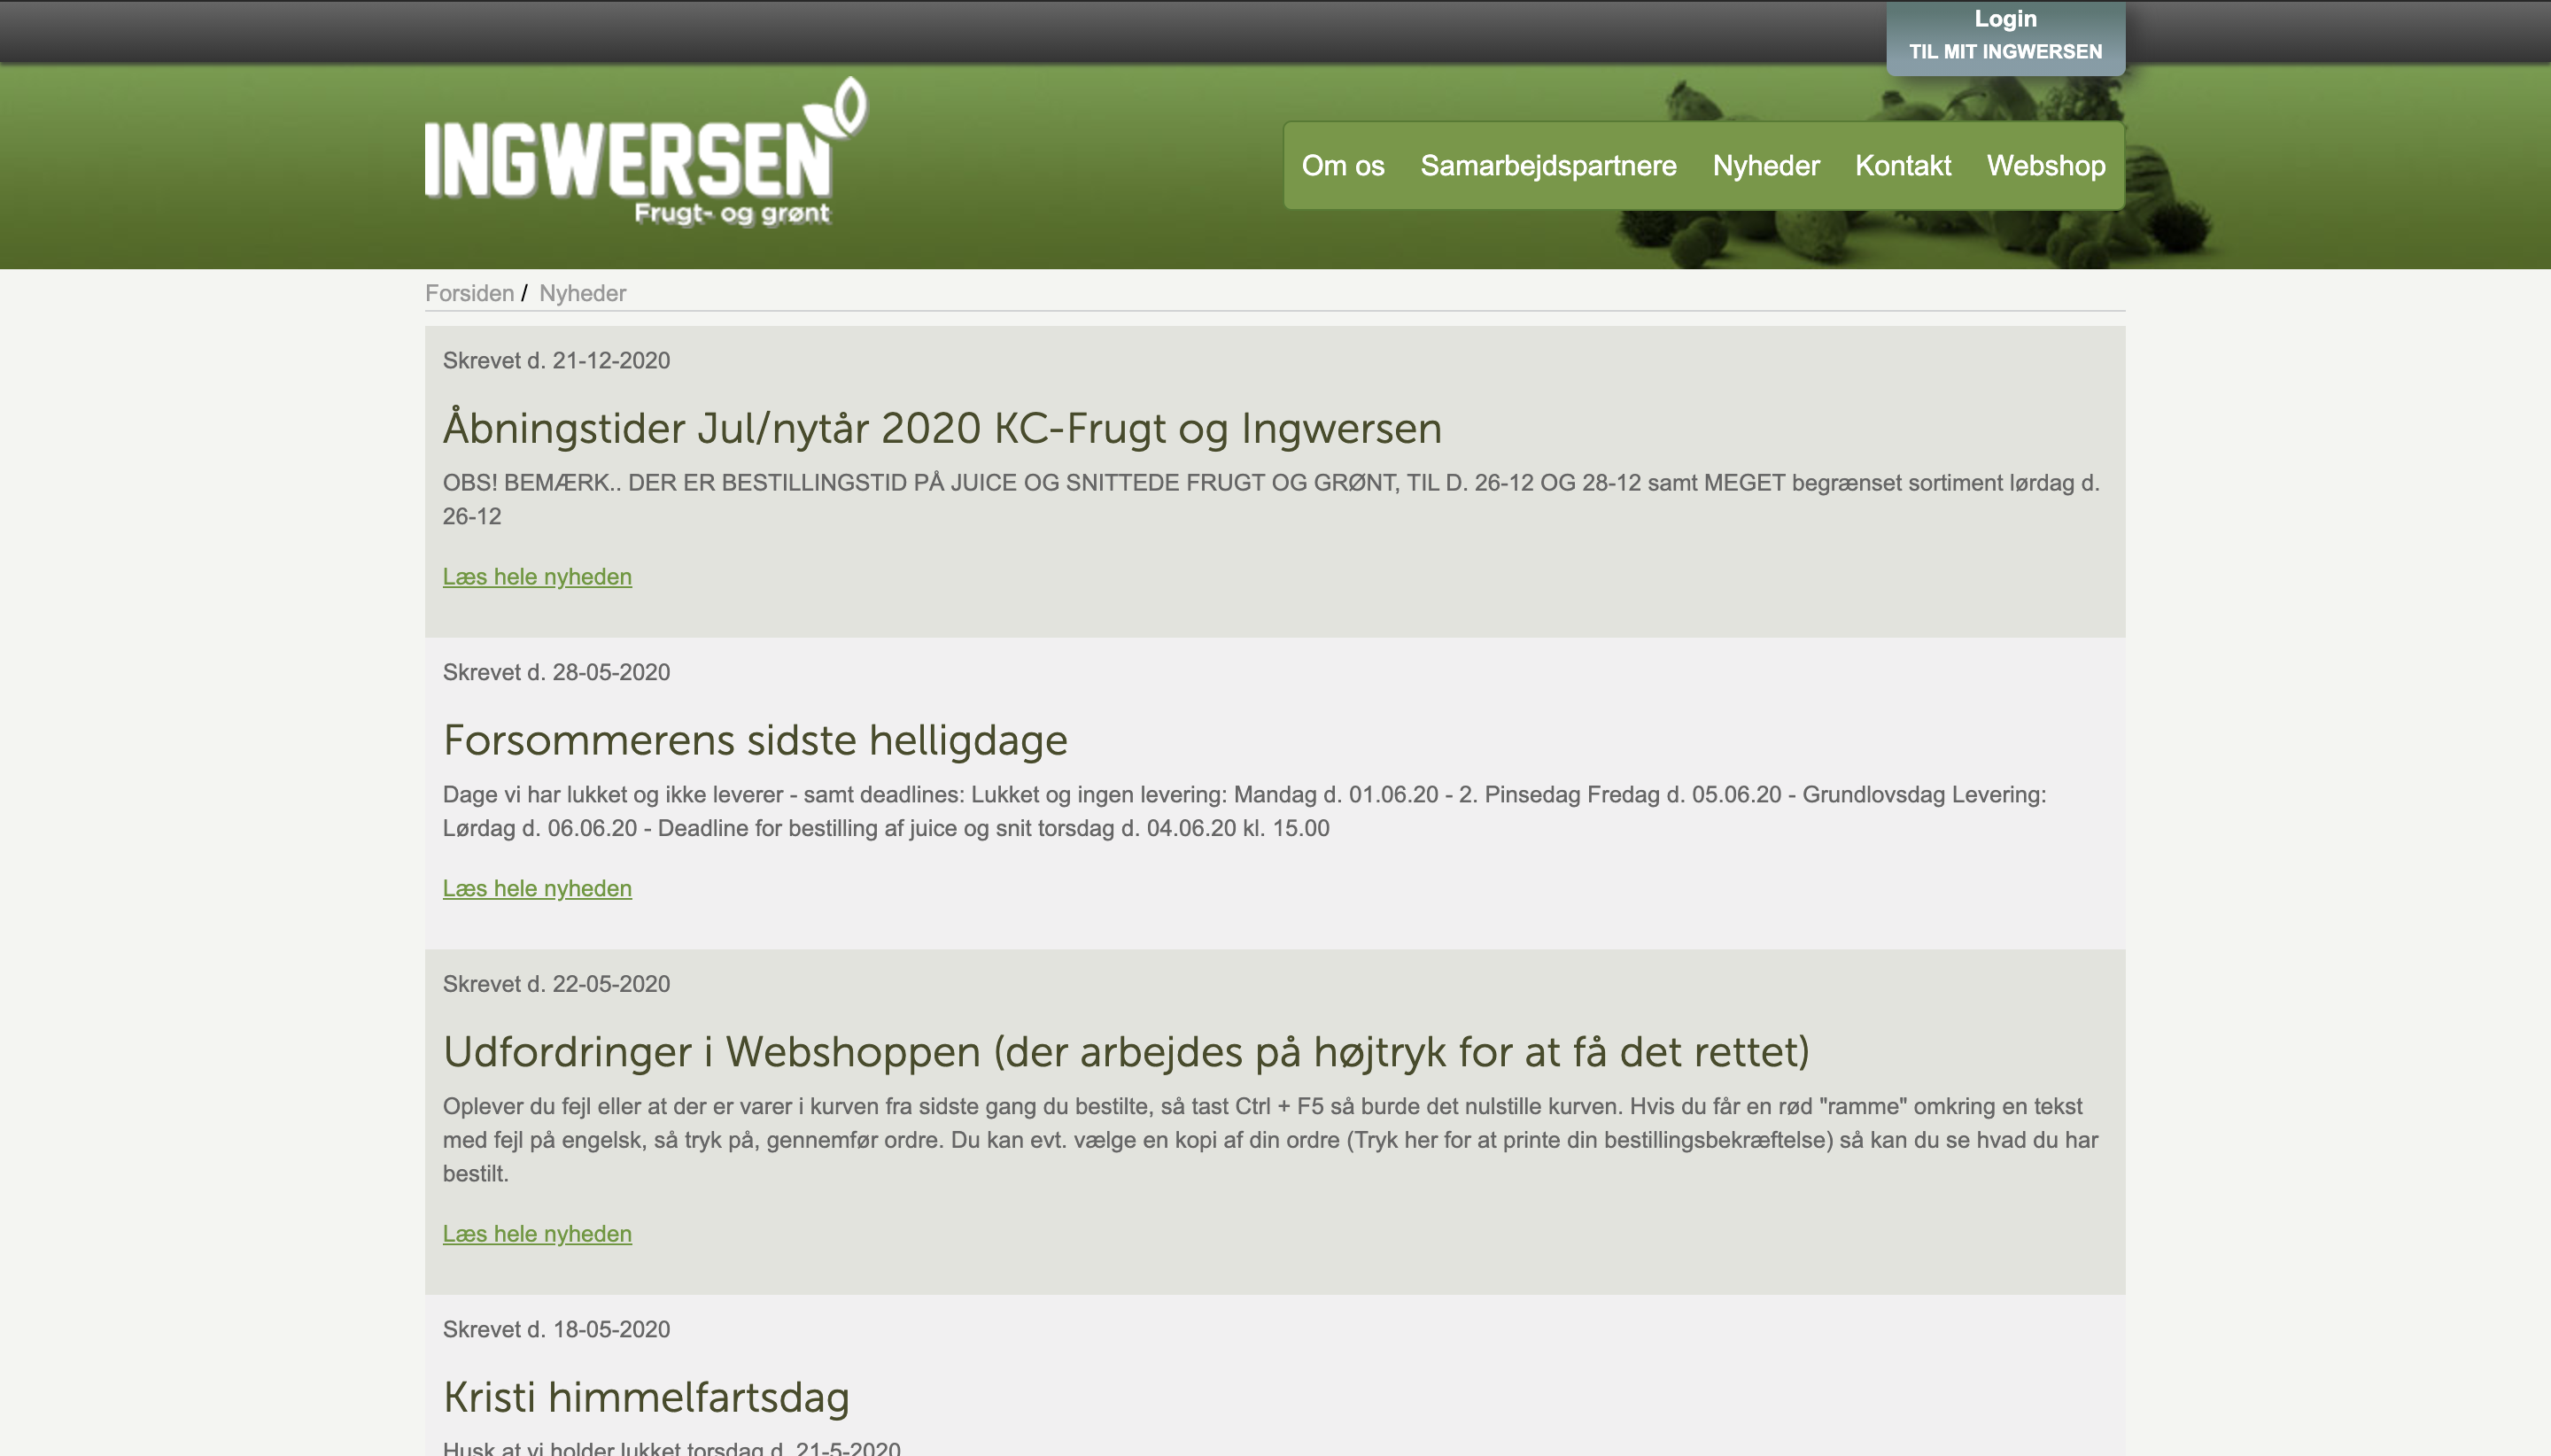 Login
TIL MIT INGWERSEN
INGWERSEN
Frugt- og grønt
Om os Samarbejdspartnere Nyheder Kontakt Webshop
Forsiden / Nyheder
Skrevet d. 21-12-2020
Åbningstider Jul/nytår 2020 KC-Frugt og Ingwersen
OBS! BEMÆRK.. DER ER BESTILLINGSTID PÅ JUICE OG SNITTEDE FRUGT OG GRØNT, TIL D. 26-12 OG 28-12 samt MEGET begrænset sortiment lørdag d.
26-12
Læs hele nyheden
Skrevet d. 28-05-2020
Forsommerens sidste helligdage
Dage vi har lukket og ikke leverer - samt deadlines: Lukket og ingen levering: Mandag d. 01.06.20 - 2. Pinsedag Fredag d. 05.06.20 - Grundlovsdag Levering:
Lørdag d. 06.06.20 - Deadline for bestilling af juice og snit torsdag d. 04.06.20 kl. 15.00
Læs hele nyheden
Skrevet d. 22-05-2020
Udfordringer i Webshoppen (der arbejdes på højtryk for at få det rettet)
Oplever du fejl eller at der er varer i kurven fra sidste gang du bestilte, så tast Ctrl + F5 så burde det nulstille kurven. Hvis du får en rød "ramme" omkring en tekst
med fejl på engelsk, så tryk på, gennemfør ordre. Du kan evt. vælge en kopi af din ordre (Tryk her for at printe din bestillingsbekræftelse) så kan du se hvad du har
bestilt.
Læs hele nyheden
Skrevet d. 18-05-2020
Kristi himmelfartsdag
Husk at vi holder lukket torsdag d. 21-5-2020